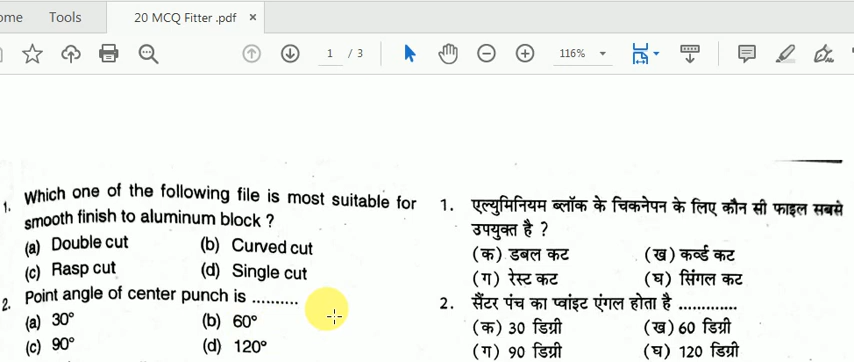 ome Tools 20 MCQ Fitter .pdf ×
1 / 3 116%
1. Which one of the following file is most suitable for
smooth finish to aluminum block ?
(a) Double cut (b) Curved cut
(c) Rasp cut (d) Single cut
2. Point angle of center punch is ..........
(a) 30° (b) 60°
(c) 90° (d) 120°
1. एल्युमिनियम ब्लॉक के चिकनेपन के लिए कौन सी फाइल सबसे
उपयुक्त है ?
(क) डबल कट (ख) कर्व्ड कट
(ग) रेस्ट कट (घ) सिंगल कट
2. सैंटर पंच का प्वांइट एंगल होता है .............
(क) 30 डिग्री (ख) 60 डिग्री
(ग) 90 डिग्री (घ) 120 डिग्री